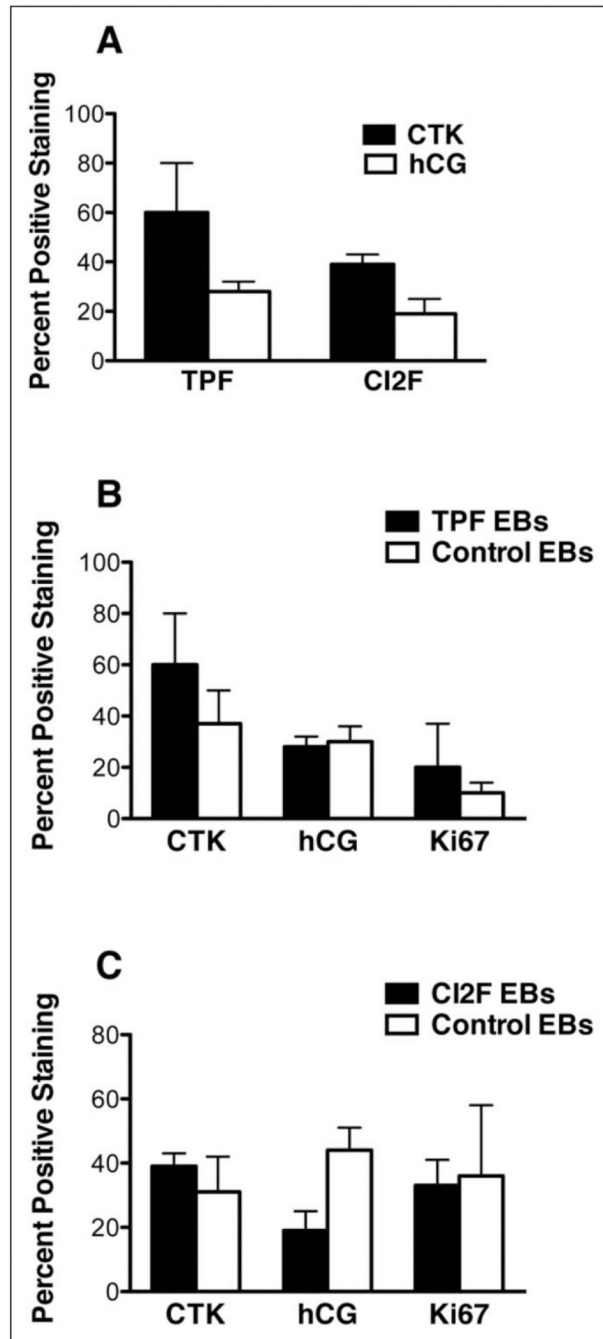 A
Percent Positive Staining
100
80
60
40
20
0
CTK
hCG
TPF
Cl2F
B
Percent Positive Staining
100
80
60
40
20
0
TPF EBs
Control EBs
CTK
hCG
Ki67
C
Percent Positive Staining
80
60
40
20
0
Cl2F EBs
Control EBs
CTK
hCG
Ki67